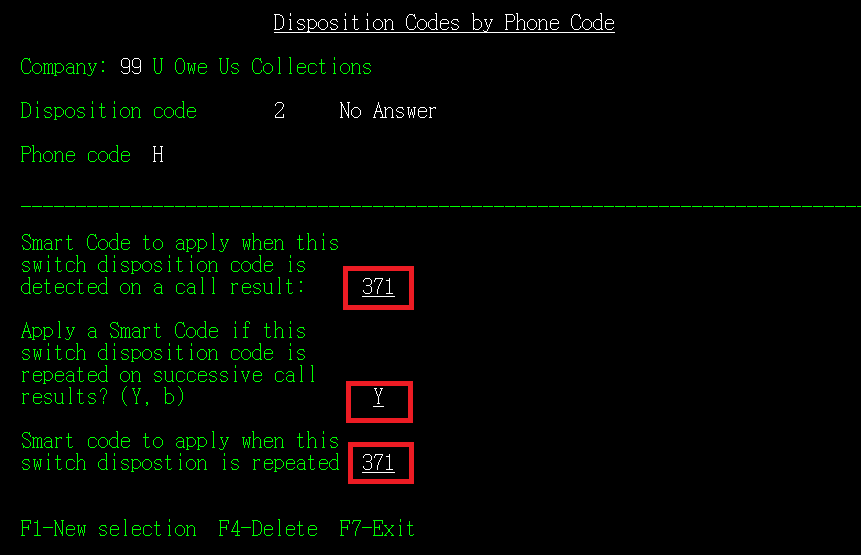 Disposition Codes by Phone Code
Company: 99 U Owe Us Collections
Disposition code 2 No Answer
Phone code H
Smart Code to apply when this
switch disposition code is
detected on a call result: 371
Apply a Smart Code if this
switch disposition code is
repeated on successive call
results? (Y, b) Y
Smart code to apply when this
switch dispostion is repeated 371
F1-New selection F4-Delete F7-Exit